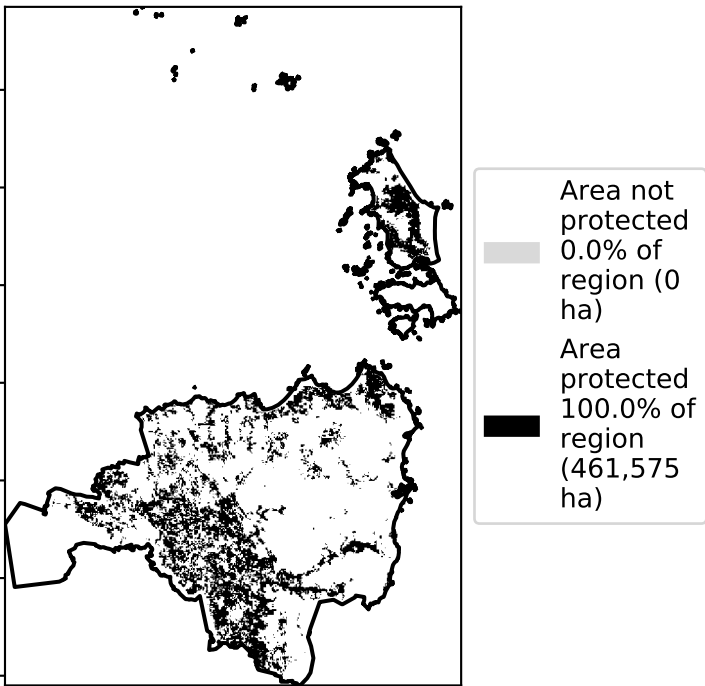 Area not
protected
0.0% of
region (0
ha)
Area
protected
100.0% of
region
(461,575
ha)